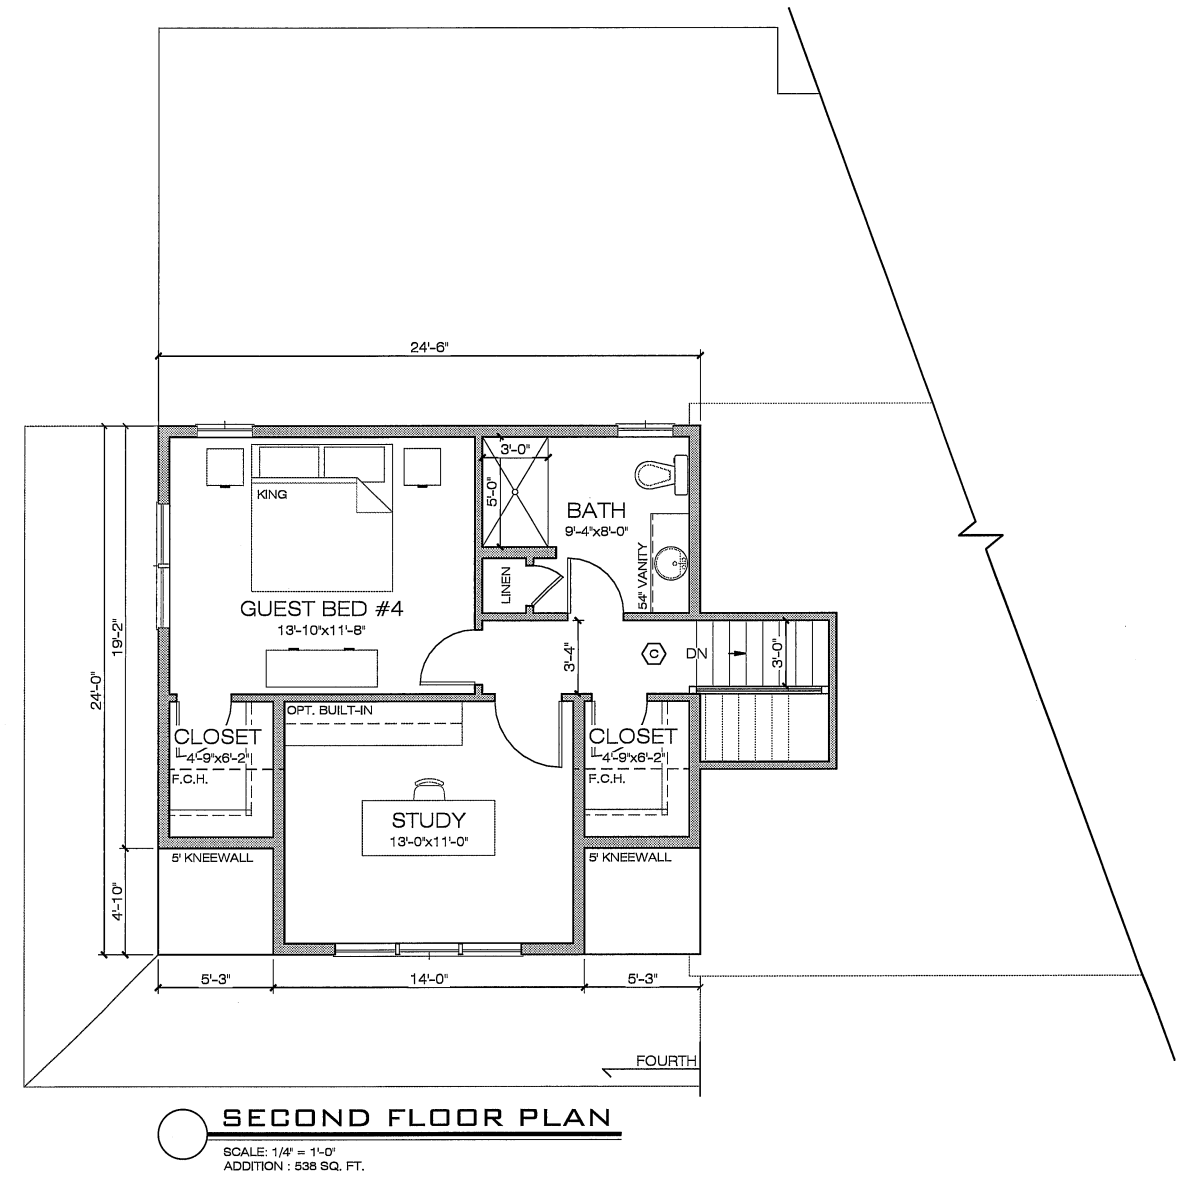 24'-6"
3'-0"
5'-0"
KING
BATH
9'-4"x8'-0"
54" VANITY
LINEN
GUEST BED #4
13'-10"x11'-8"
19'-2"
24'-0"
3'-4"
C
DN
3'-0"
OPT. BUILT-IN
CLOSET
4'-9"x6'-2"
F.C.H.
CLOSET
4'-9"x6'-2"
F.C.H.
STUDY
13'-0"x11'-0"
5' KNEEWALL
5' KNEEWALL
4'-10"
5'-3"
14'-0"
5'-3"
FOURTH
SECOND FLOOR PLAN
SCALE: 1/4" = 1'-0"
ADDITION : 538 SQ. FT.